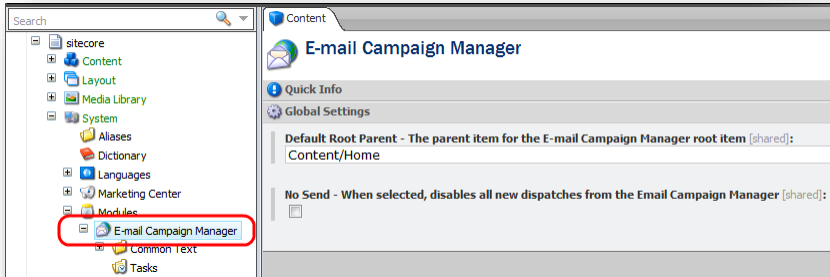 Search
sitecore
Content
Layout
Media Library
System
Aliases
Dictionary
Languages
Marketing Center
Modules
E-mail Campaign Manager
Common Text
Tasks
Content
E-mail Campaign Manager
Quick Info
Global Settings
Default Root Parent - The parent item for the E-mail Campaign Manager root item [shared]:
Content/Home
No Send - When selected, disables all new dispatches from the Email Campaign Manager [shared]: